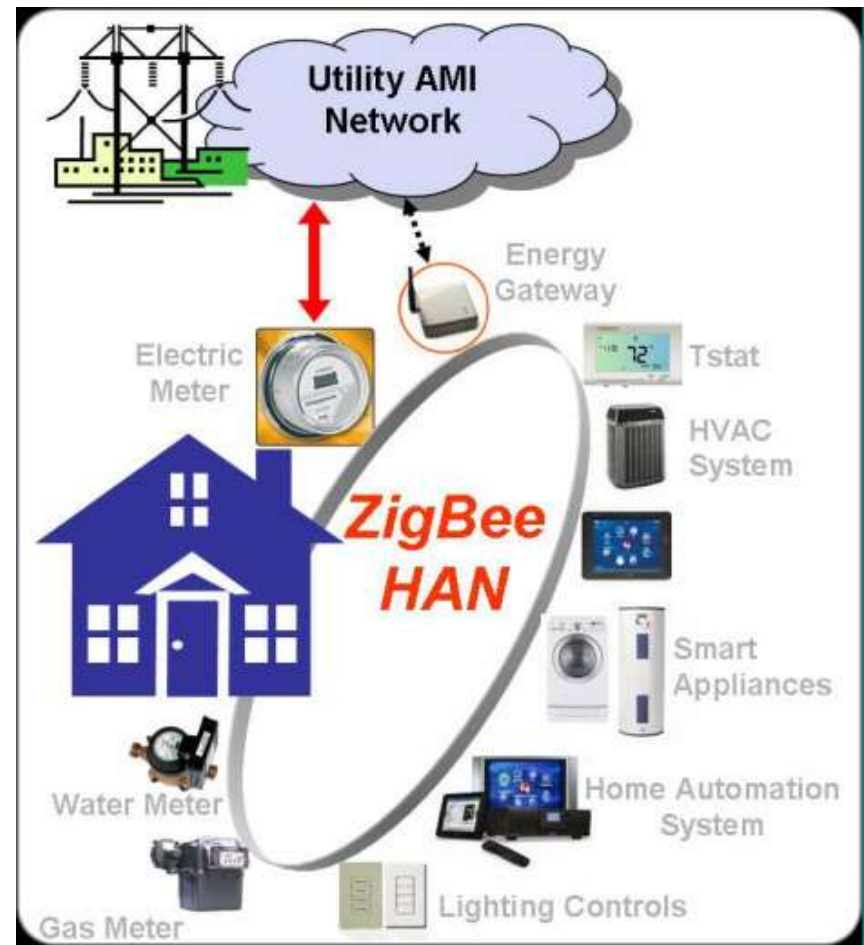 Utility AMI
Network
Energy
Gateway
Electric
Meter
72°
Tstat
HVAC
System
ZigBee
HAN
Smart
Appliances
Water Meter
Home Automation
System
Gas Meter
Lighting Controls